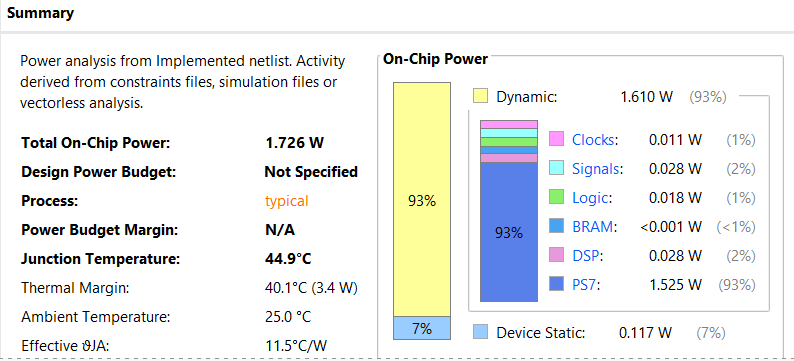 Summary
Power analysis from Implemented netlist. Activity
derived from constraints files, simulation files or
vectorless analysis.
Total On-Chip Power: 1.726 W
Design Power Budget: Not Specified
Process: typical
Power Budget Margin: N/A
Junction Temperature: 44.9°C
Thermal Margin: 40.1°C (3.4 W)
Ambient Temperature: 25.0 °C
Effective ϑJA: 11.5°C/W
On-Chip Power
93%
7%
Dynamic: 1.610 W (93%)
93%
Clocks: 0.011 W (1%)
Signals: 0.028 W (2%)
Logic: 0.018 W (1%)
BRAM: <0.001 W (<1%)
DSP: 0.028 W (2%)
PS7: 1.525 W (93%)
Device Static: 0.117 W (7%)